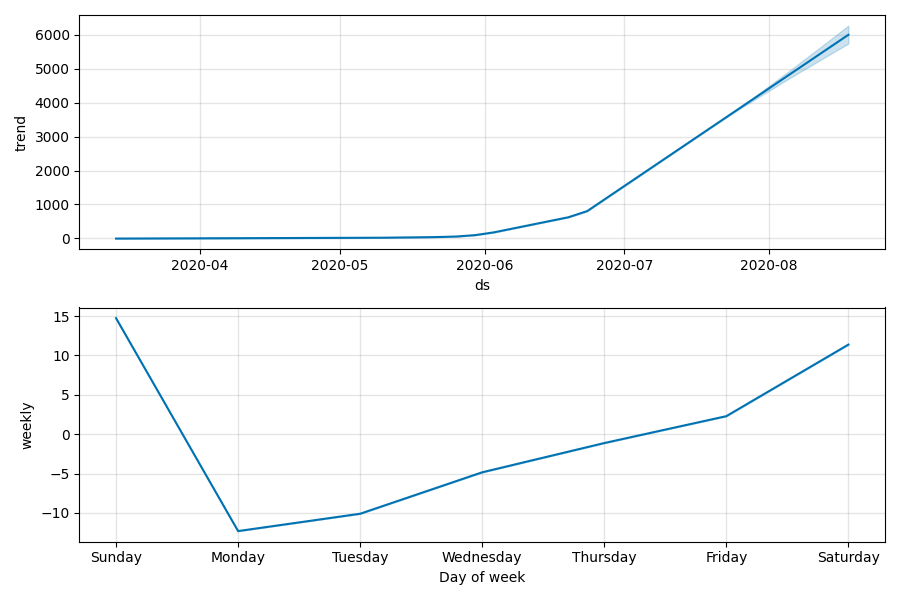 6000
5000
4000
3000
2000
1000
0
trend
2020-04 2020-05 2020-06 2020-07 2020-08
ds
15
10
5
0
−5
−10
weekly
Sunday Monday Tuesday Wednesday Thursday Friday Saturday
Day of week